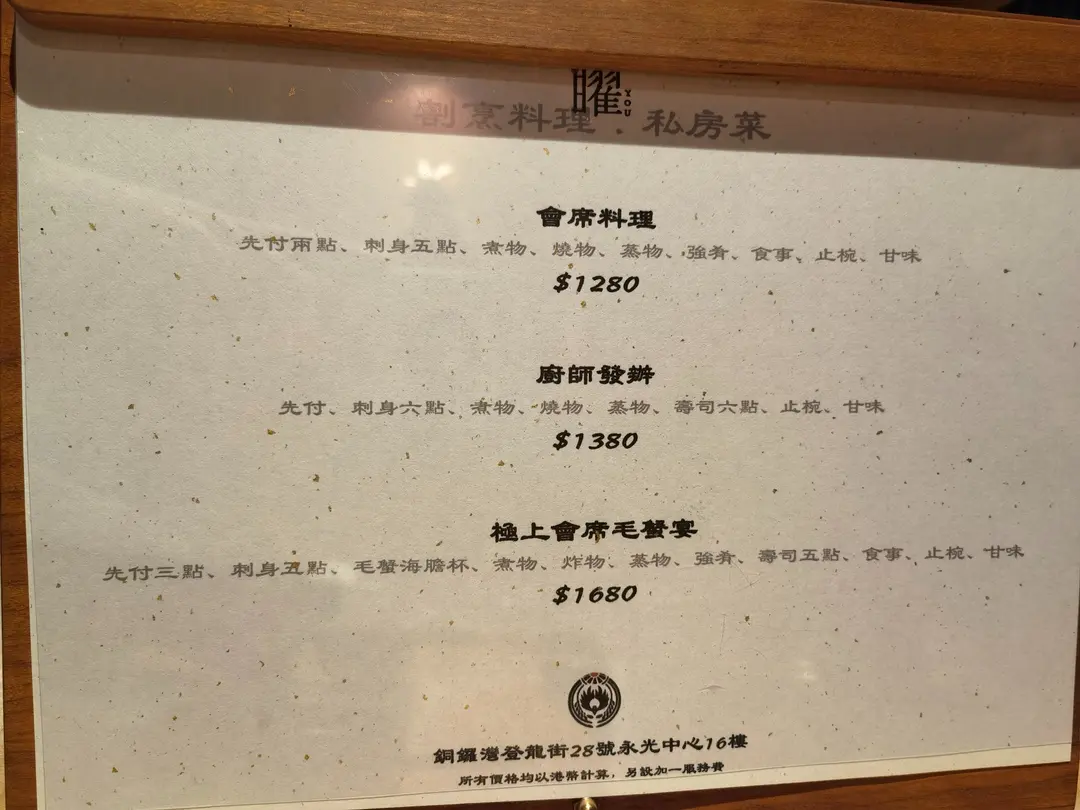 曜 YOU
割烹料理．私房菜
會席料理
先付兩點、刺身五點、煮物、燒物、蒸物、強肴、食事、止椀、甘味
$1280
廚師發辦
先付、刺身六點、煮物、燒物、蒸物、壽司六點、止椀、甘味
$1380
極上會席毛蟹宴
先付三點、刺身五點、毛蟹海膽杯、煮物、炸物、蒸物、強肴、壽司五點、食事、止椀、甘味
$1680
銅鑼灣登龍街28號永光中心16樓
所有價格均以港幣計算，另設加一服務費